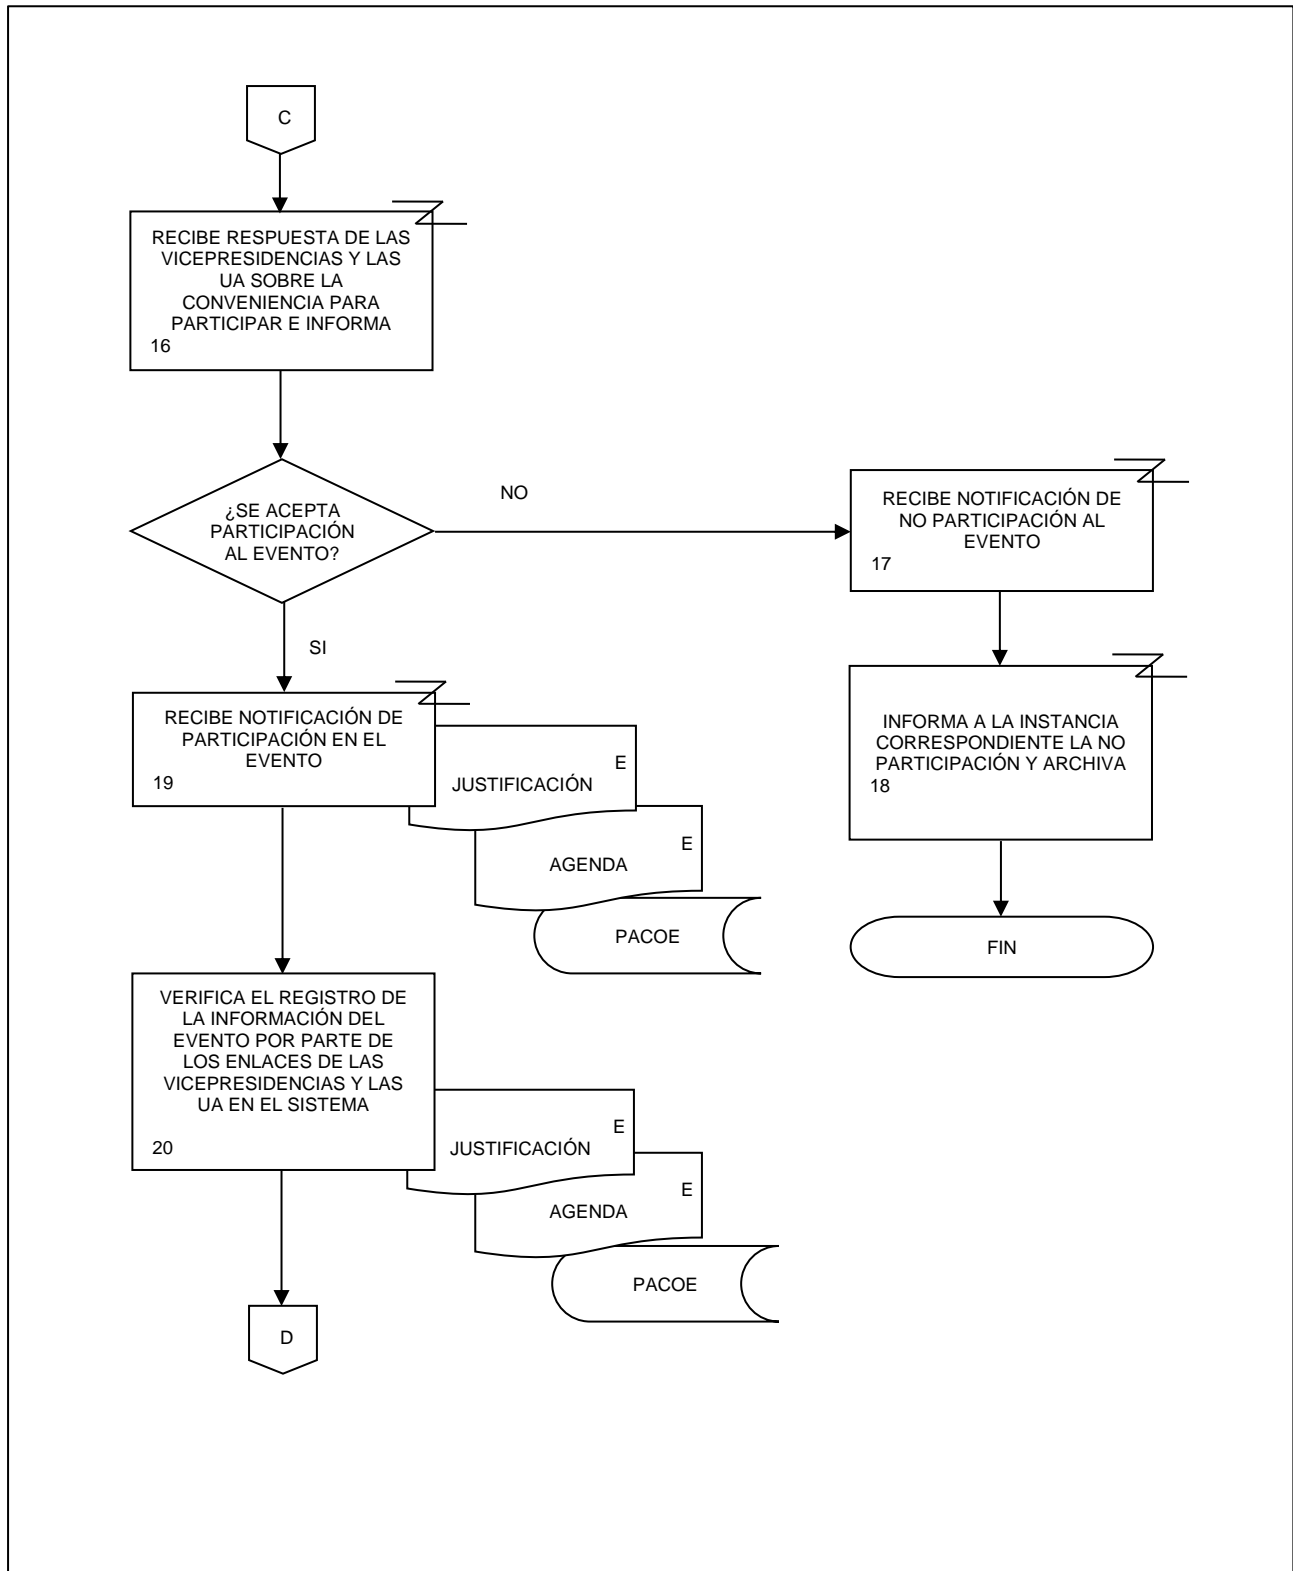 C
RECIBE RESPUESTA DE LAS
VICEPRESIDENCIAS Y LAS
UA SOBRE LA
CONVENIENCIA PARA
PARTICIPAR E INFORMA
16
¿SE ACEPTA
PARTICIPACIÓN
AL EVENTO?
NO
RECIBE NOTIFICACIÓN DE
NO PARTICIPACIÓN AL
EVENTO
17
INFORMA A LA INSTANCIA
CORRESPONDIENTE LA NO
PARTICIPACIÓN Y ARCHIVA
18
FIN
SI
RECIBE NOTIFICACIÓN DE
PARTICIPACIÓN EN EL
EVENTO
19
E
JUSTIFICACIÓN
E
AGENDA
PACOE
VERIFICA EL REGISTRO DE
LA INFORMACIÓN DEL
EVENTO POR PARTE DE
LOS ENLACES DE LAS
VICEPRESIDENCIAS Y LAS
UA EN EL SISTEMA
20
E
JUSTIFICACIÓN
E
AGENDA
PACOE
D